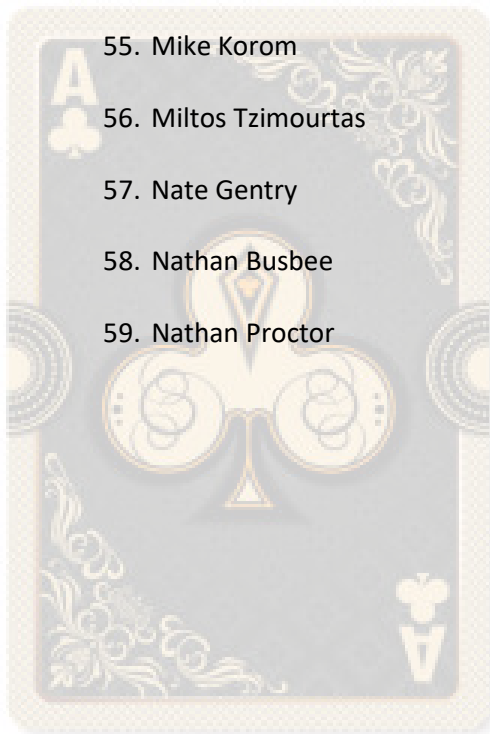 A
55. Mike Korom
56. Miltos Tzimourtas
57. Nate Gentry
58. Nathan Busbee
59. Nathan Proctor
A